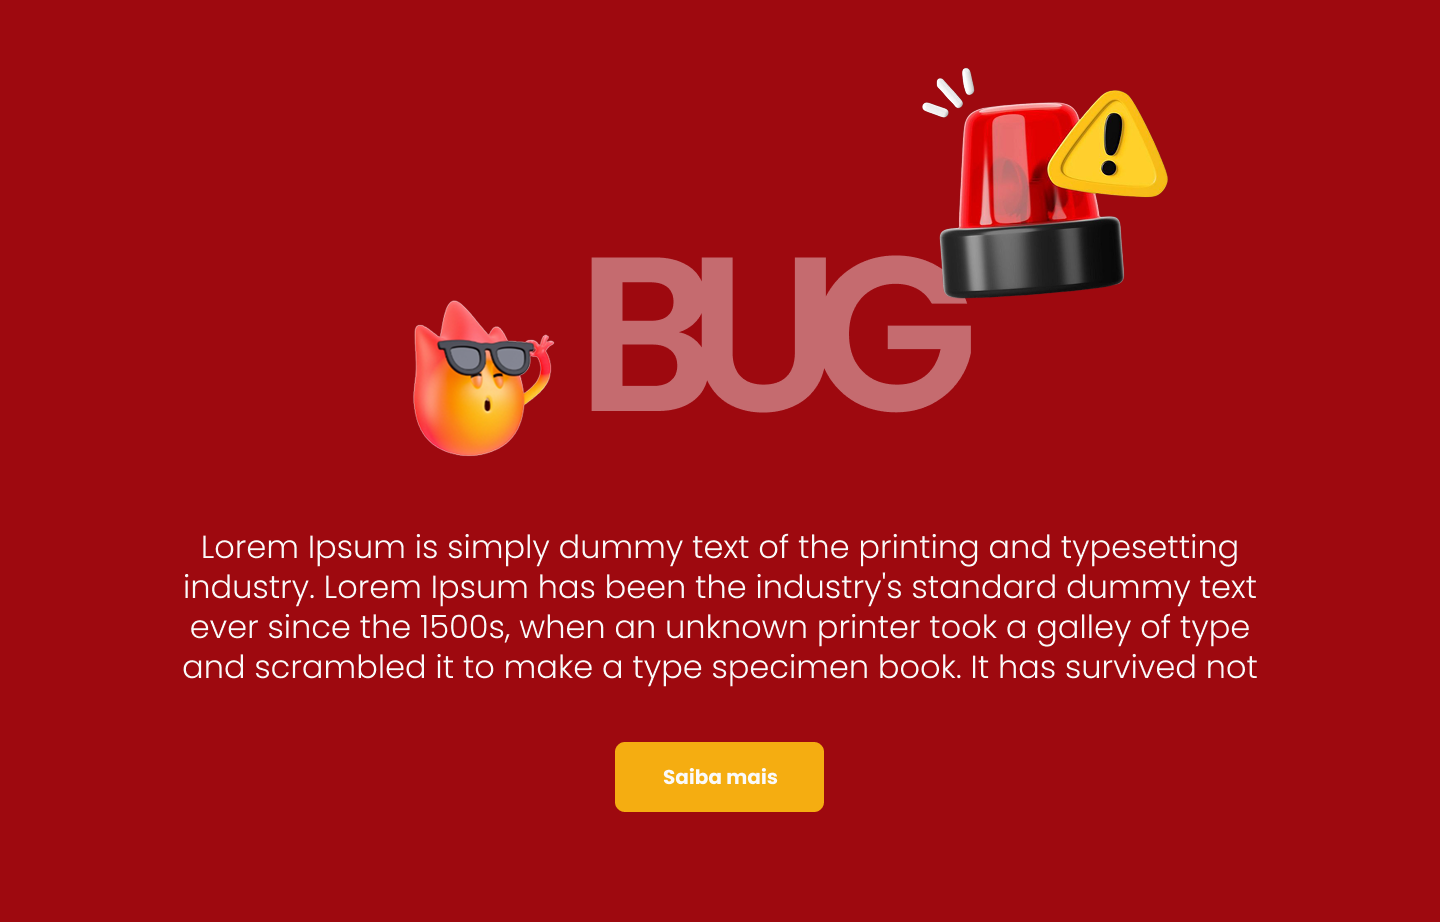 BUG
Lorem Ipsum is simply dummy text of the printing and typesetting
industry. Lorem Ipsum has been the industry's standard dummy text
ever since the 1500s, when an unknown printer took a galley of type
and scrambled it to make a type specimen book. It has survived not
Saiba mais